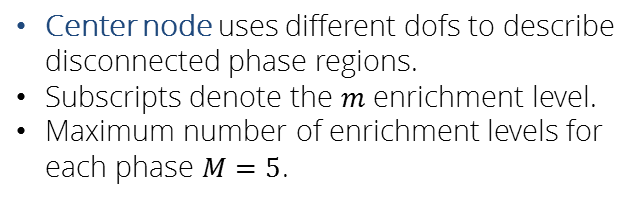 • Center node uses different dofs to describe
disconnected phase regions.
• Subscripts denote the m enrichment level.
• Maximum number of enrichment levels for
each phase M = 5.